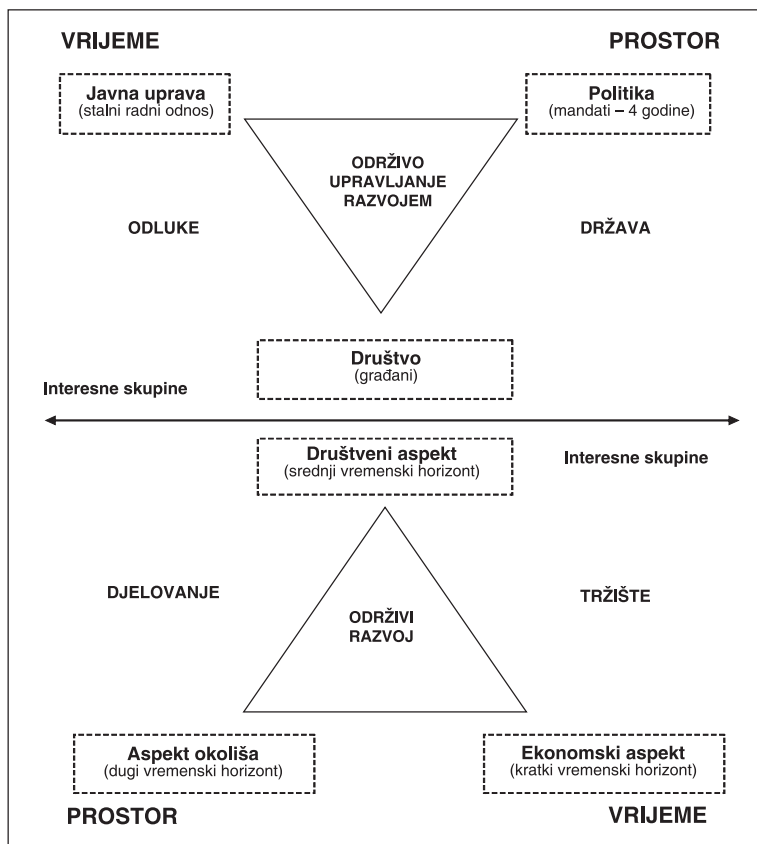 VRIJEME
PROSTOR
Javna uprava
(stalni radni odnos)
Politika
(mandati – 4 godine)
ODRŽIVO
UPRAVLJANJE
RAZVOJEM
ODLUKE
DRŽAVA
Društvo
(građani)
Interesne skupine
Društveni aspekt
(srednji vremenski horizont)
Interesne skupine
DJELOVANJE
TRŽIŠTE
ODRŽIVI
RAZVOJ
Aspekt okoliša
(dugi vremenski horizont)
Ekonomski aspekt
(kratki vremenski horizont)
PROSTOR
VRIJEME